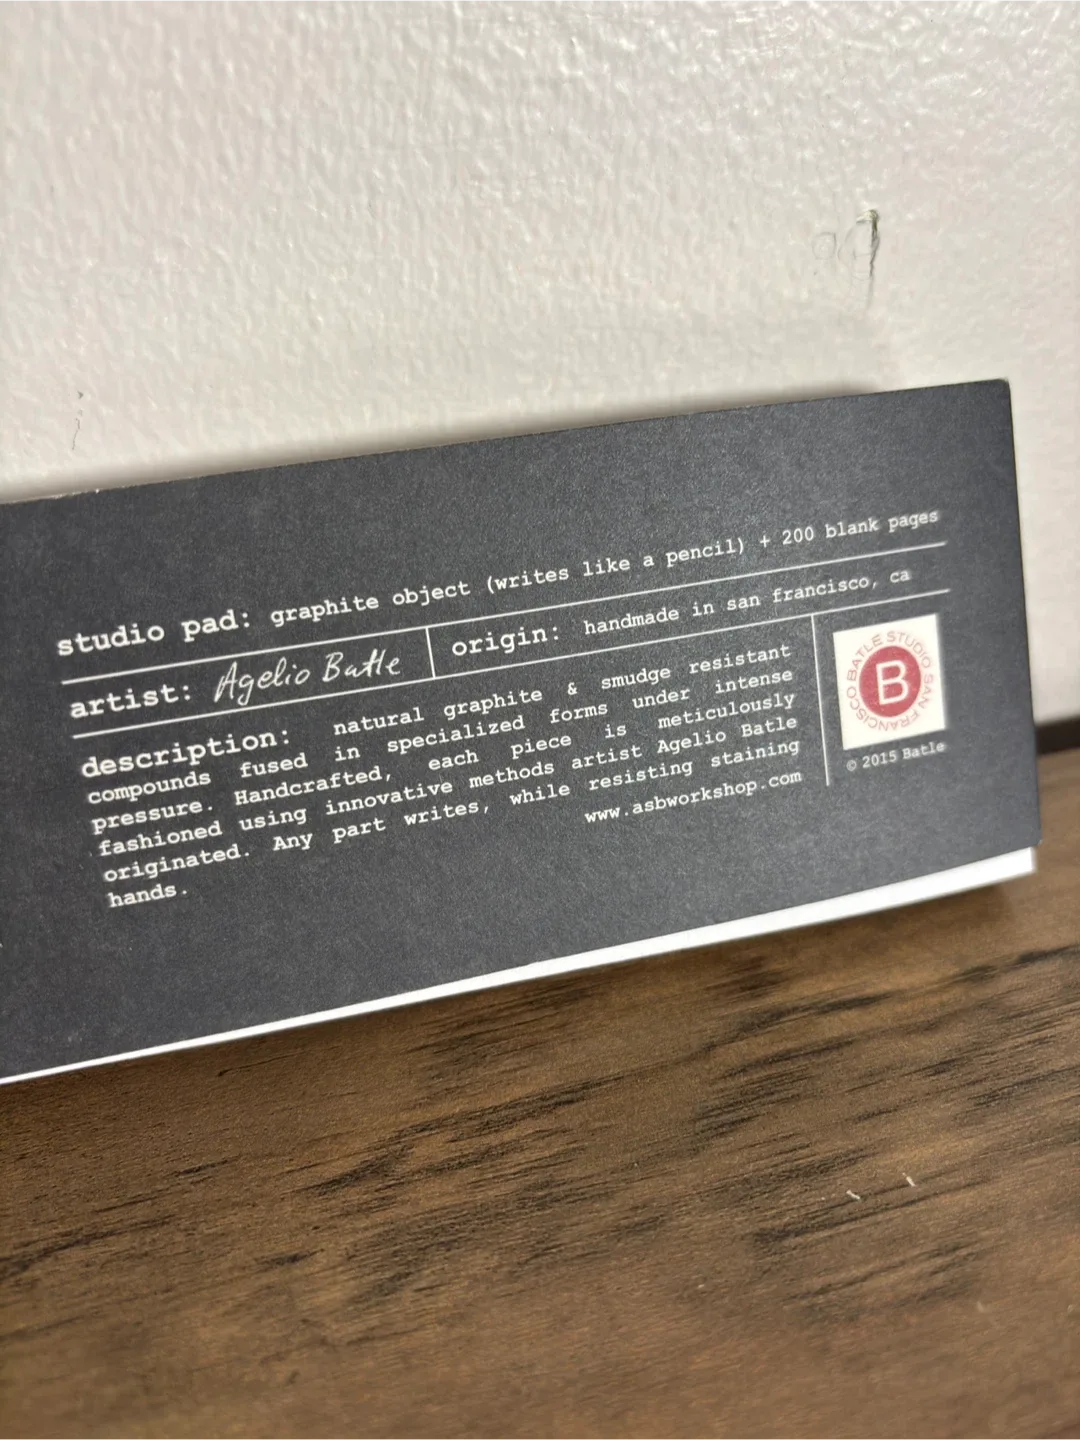 studio pad: graphite object (writes like a pencil) + 200 blank pages
artist: Agelio Batle
origin: handmade in san francisco, ca
description: natural graphite & smudge resistant
compounds fused in specialized forms under intense
pressure. Handcrafted, each piece is meticulously
fashioned using innovative methods artist Agelio Batle
originated. Any part writes, while resisting staining
hands.
www.asbworkshop.com
BATLE STUDIO SAN FRANCISCO
B
© 2015 Batle